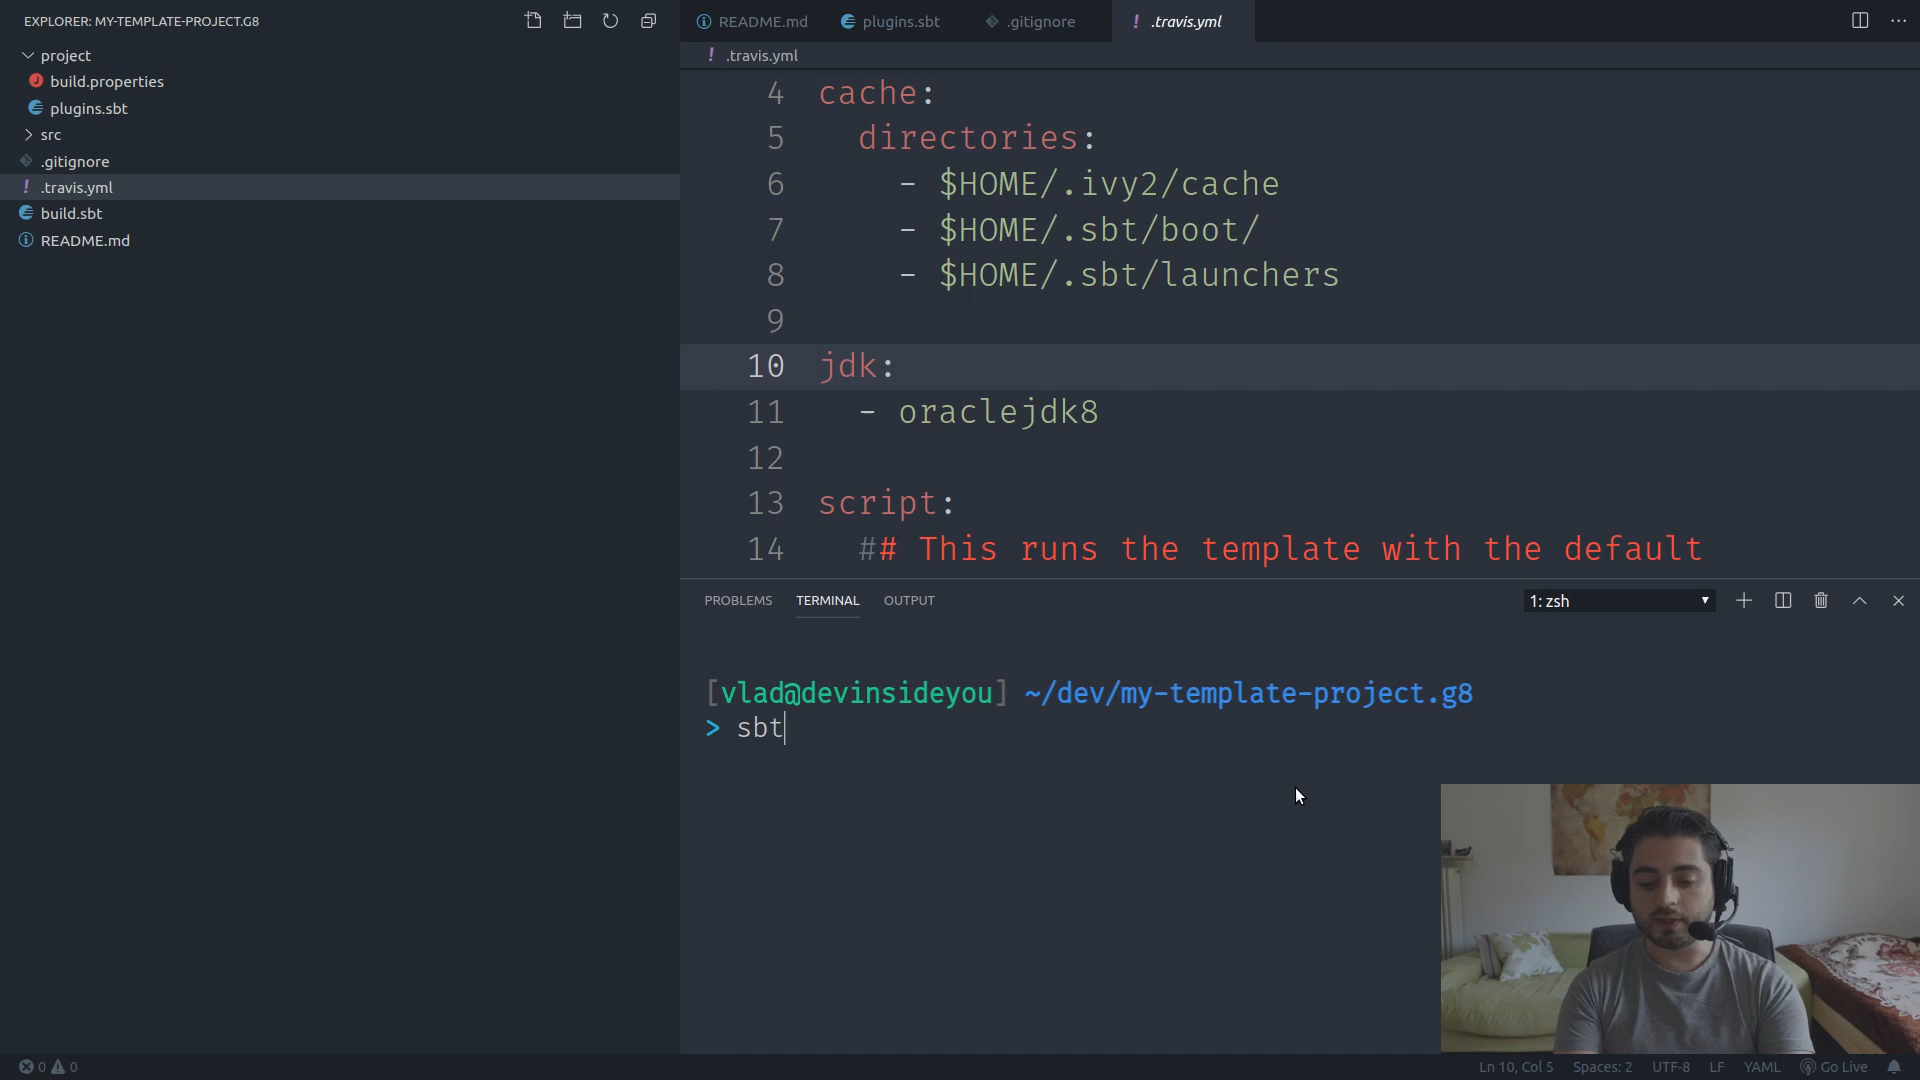 EXPLORER: MY-TEMPLATE-PROJECT.G8
project
build.properties
plugins.sbt
src
.gitignore
.travis.yml
build.sbt
README.md
README.md
plugins.sbt
.gitignore
.travis.yml
.travis.yml
4 cache:
5 directories:
6 - $HOME/.ivy2/cache
7 - $HOME/.sbt/boot/
8 - $HOME/.sbt/launchers
9
10 jdk:
11 - oraclejdk8
12
13 script:
14 ## This runs the template with the default
PROBLEMS TERMINAL OUTPUT
1: zsh
[vlad@devinsideyou] ~/dev/my-template-project.g8
> sbt
0 0
Ln 10, Col 5 Spaces: 2 UTF-8 LF YAML Go Live